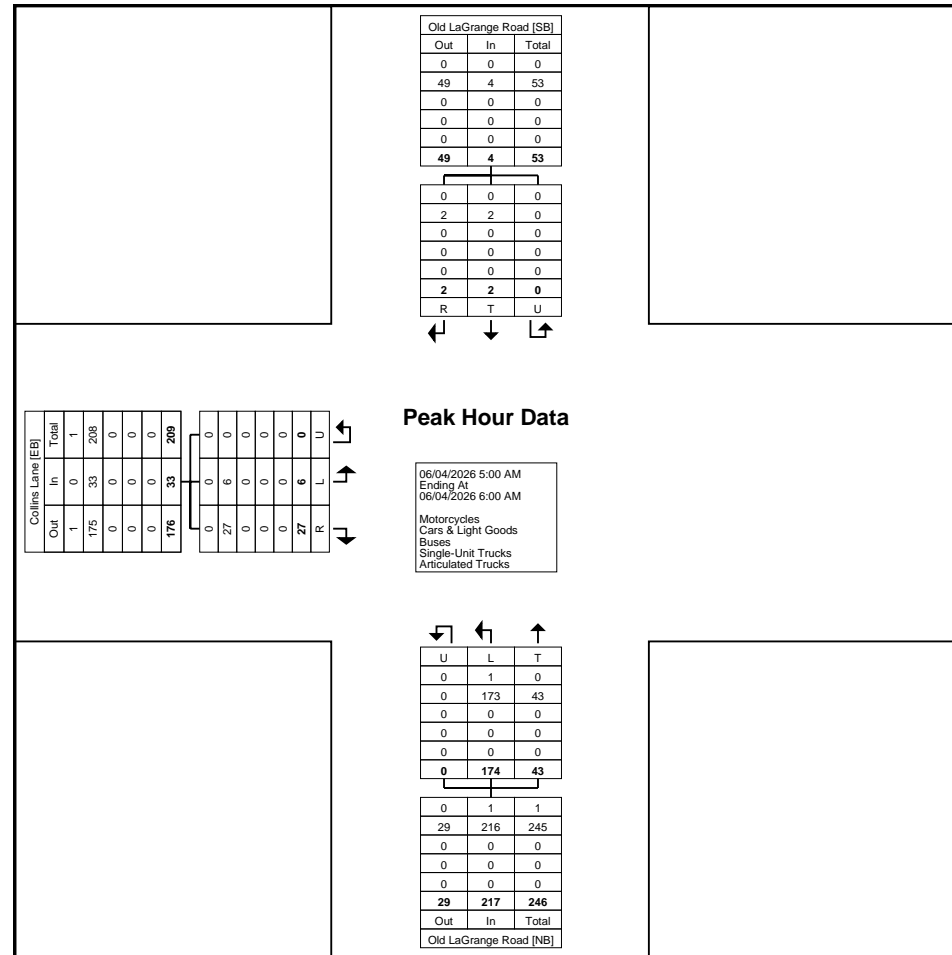 Old LaGrange Road [SB]
Out In Total
0 0 0
49 4 53
0 0 0
0 0 0
0 0 0
49 4 53
0 0 0
2 2 0
0 0 0
0 0 0
0 0 0
2 2 0
R T U
Collins Lane [EB]
Out In Total
1 0 1
175 33 208
0 0 0
0 0 0
0 0 0
176 33 209
0 0 0
27 6 0
0 0 0
0 0 0
0 0 0
27 6 0
R L U
Peak Hour Data
06/04/2026 5:00 AM
Ending At
06/04/2026 6:00 AM
Motorcycles
Cars & Light Goods
Buses
Single-Unit Trucks
Articulated Trucks
U L T
0 1 0
0 173 43
0 0 0
0 0 0
0 0 0
0 174 43
0 1 1
29 216 245
0 0 0
0 0 0
0 0 0
29 217 246
Out In Total
Old LaGrange Road [NB]